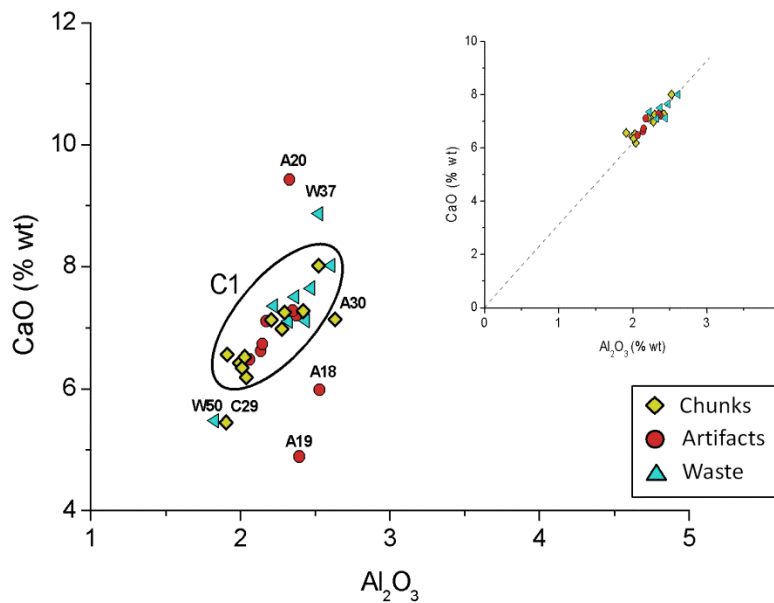 12
10
8
6
4
1
2
3
4
5
CaO (% wt)
Al₂O₃
A20
W37
C1
A30
A18
W50
C29
A19
10
8
6
4
2
0
0
1
2
3
CaO (% wt)
Al₂O₃ (% wt)
Chunks
Artifacts
Waste